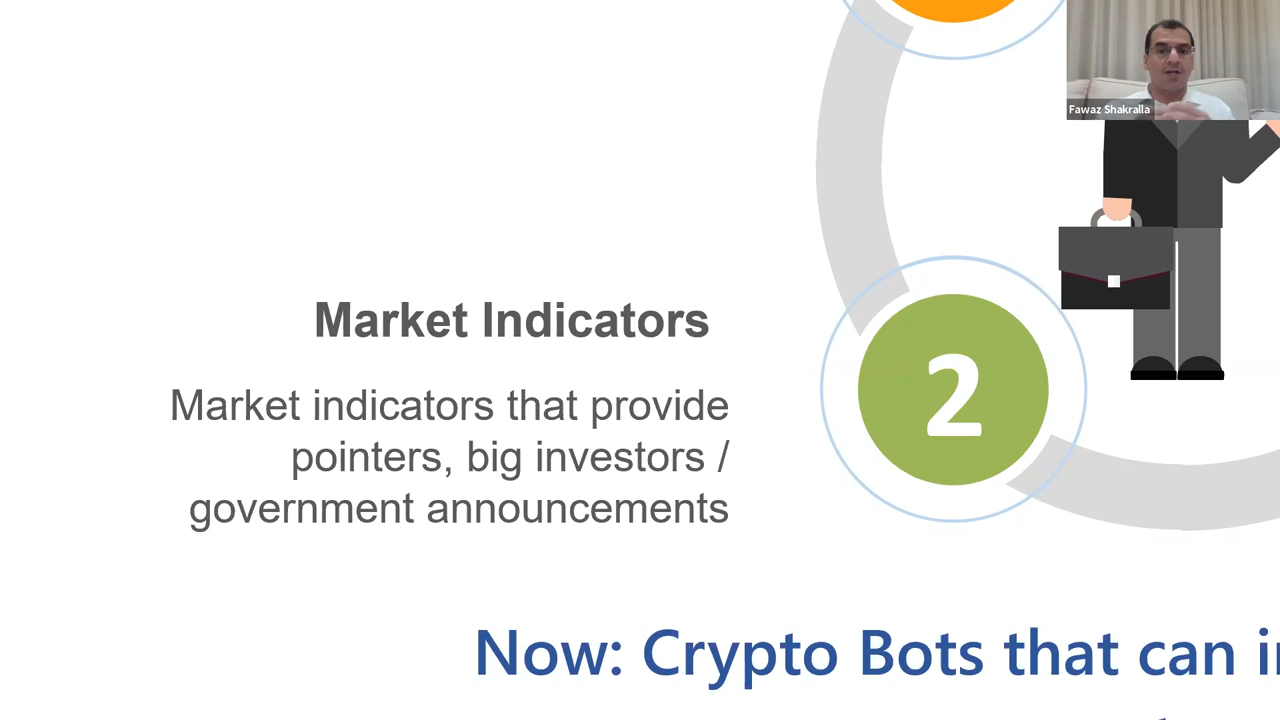 Fawaz Shakralla
Market Indicators
Market indicators that provide
pointers, big investors /
government announcements
2
Now: Crypto Bots that can